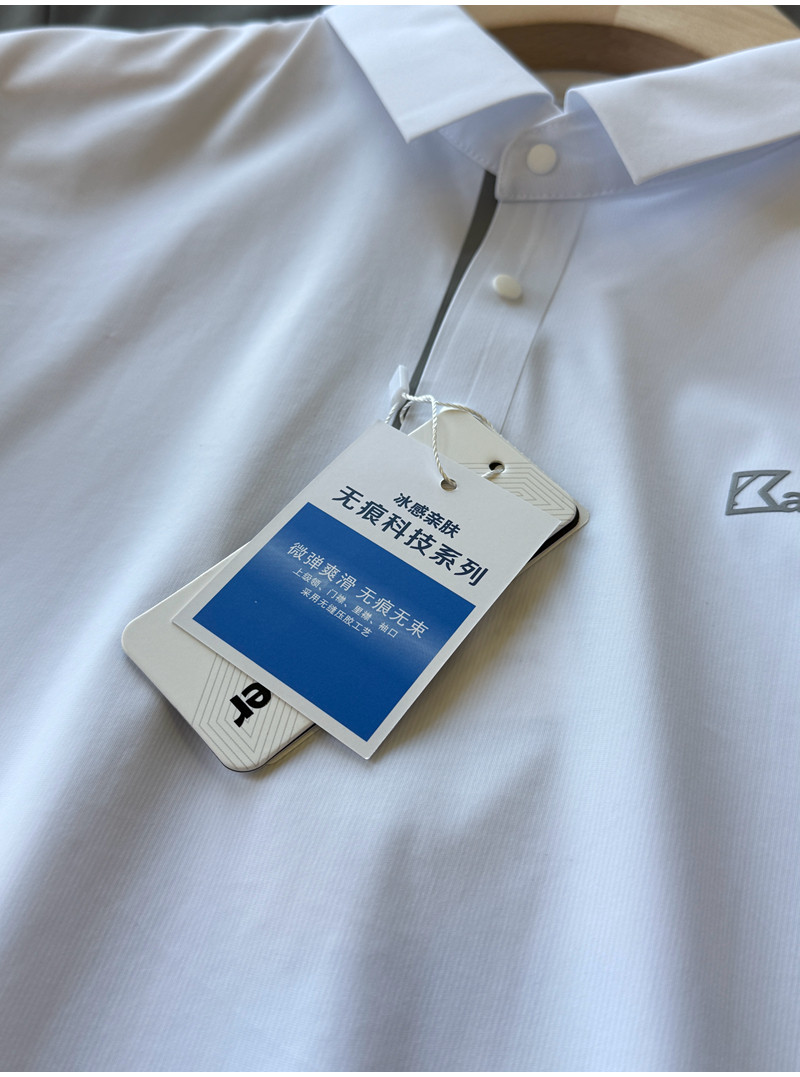 冰感亲肤
无痕科技系列
微弹爽滑 无痕无束
上级领、门襟、里襟、袖口
采用无缝压胶工艺
er
Ka